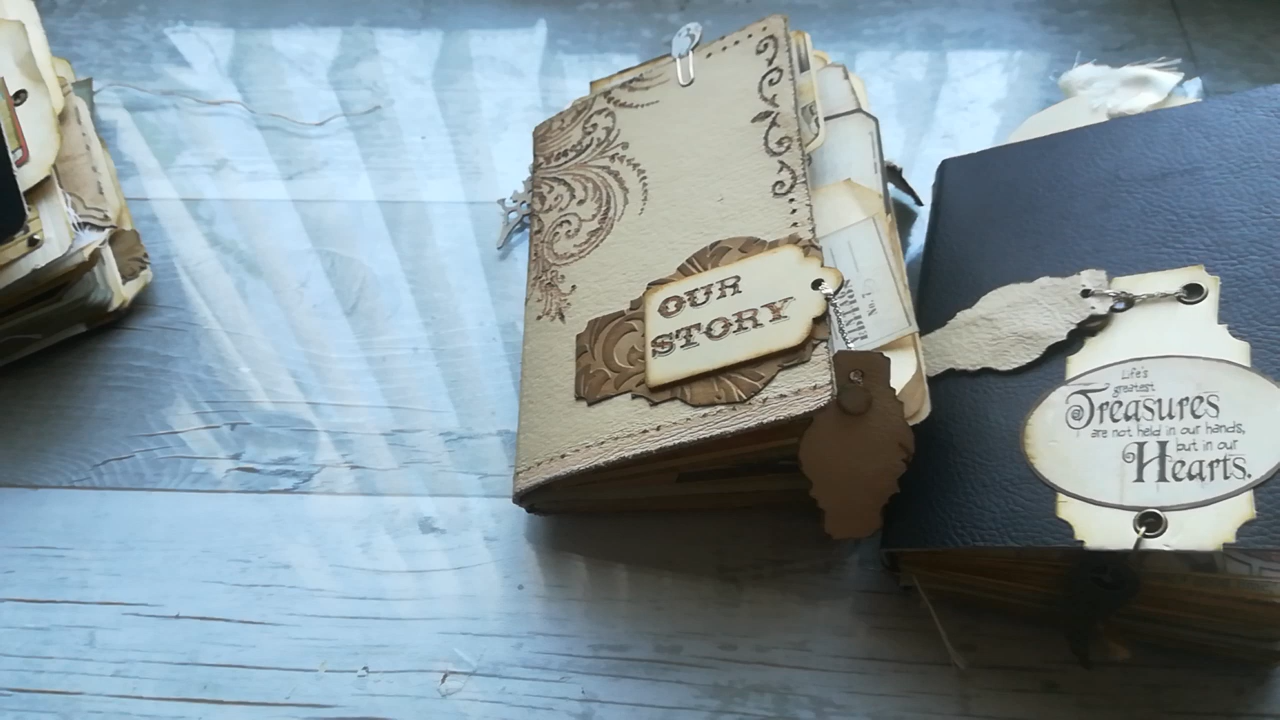 OUR
STORY
Life's
greatest
Treasures
are not held in our hands,
but in our
Hearts.